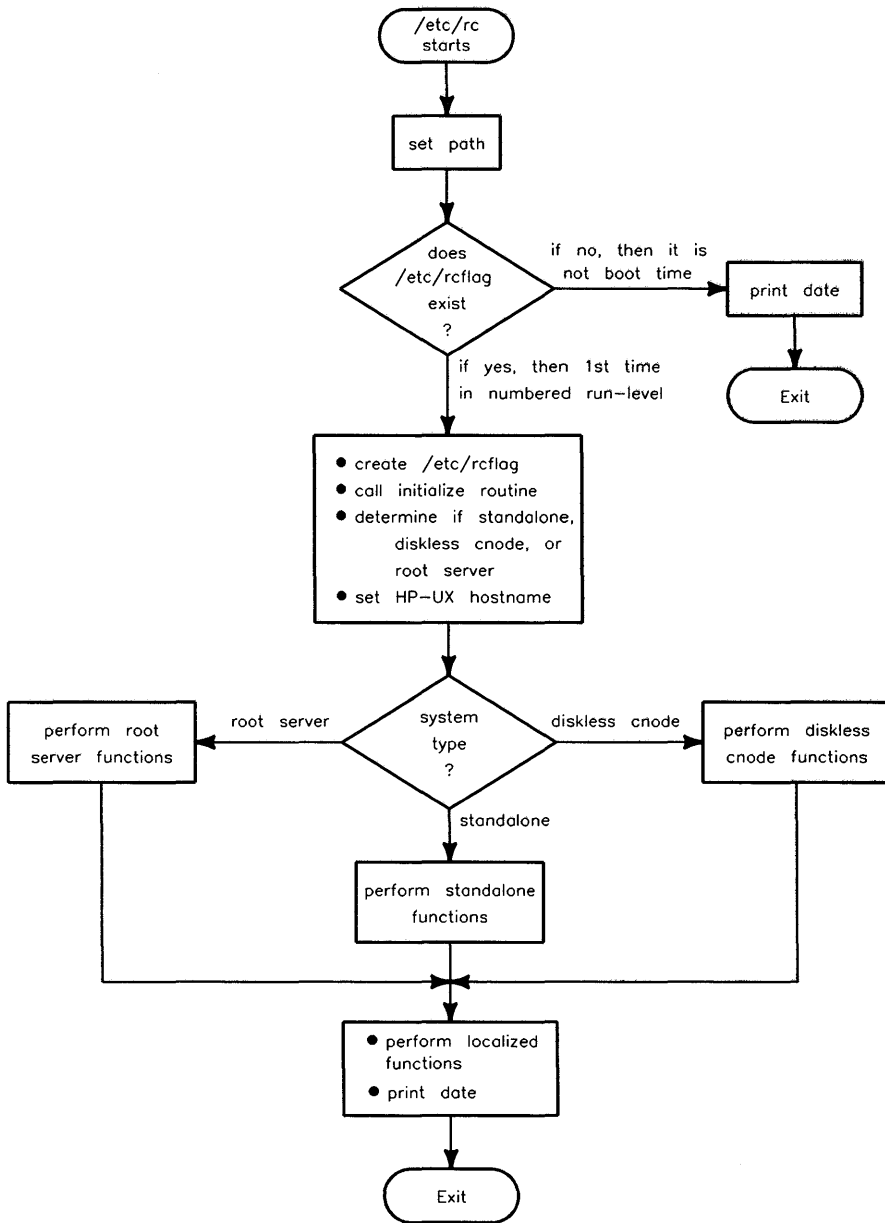 /etc/rc
starts
set path
does
/etc/rcflag
exist
?
if no, then it is
not boot time
print date
Exit
if yes, then 1st time
in numbered run-level
● create /etc/rcflag
● call initialize routine
● determine if standalone,
diskless cnode, or
root server
● set HP-UX hostname
perform root
server functions
root server
system
type
?
diskless cnode
perform diskless
cnode functions
standalone
perform standalone
functions
● perform localized
functions
● print date
Exit